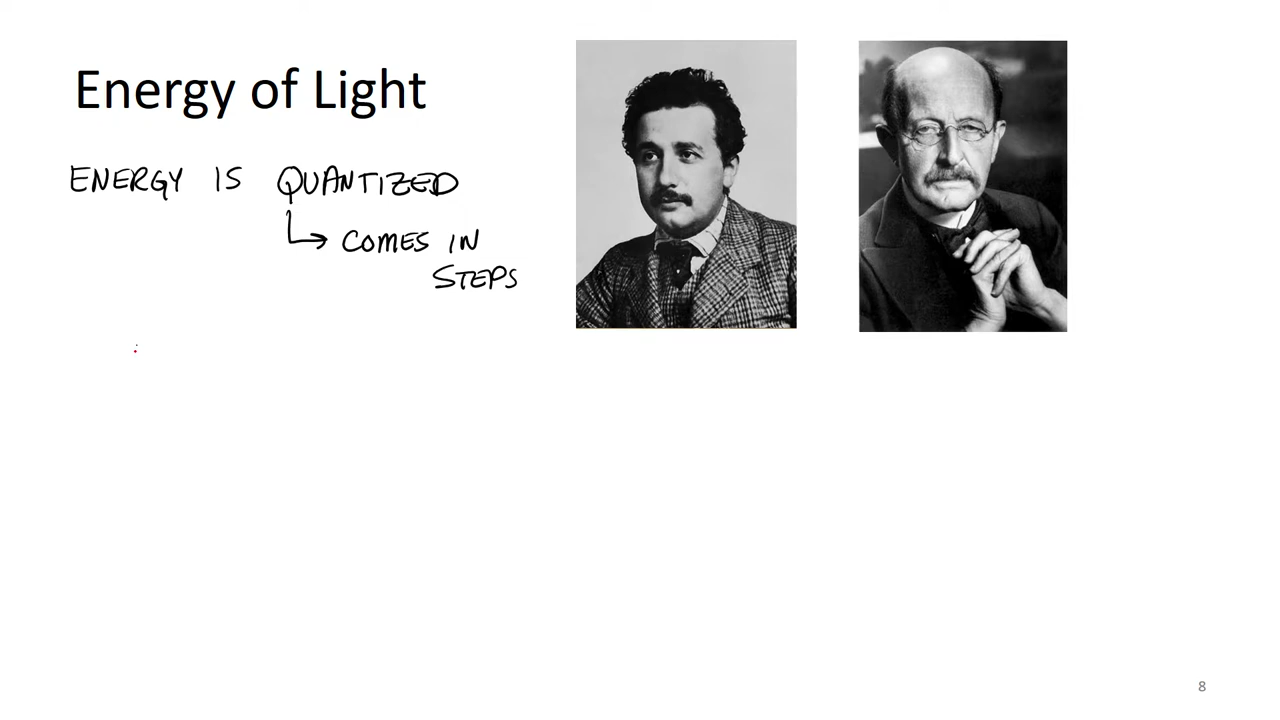 Energy of Light
ENERGY IS QUANTIZED
COMES IN
STEPS
8